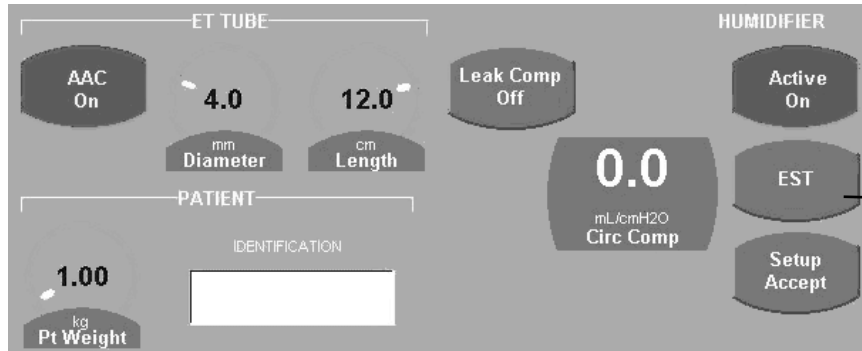 ET TUBE
HUMIDIFIER
AAC
On
4.0
mm
Diameter
12.0
cm
Length
Leak Comp
Off
Active
On
0.0
mL/cmH2O
Circ Comp
EST
PATIENT
IDENTIFICATION
1.00
kg
Pt Weight
Setup
Accept